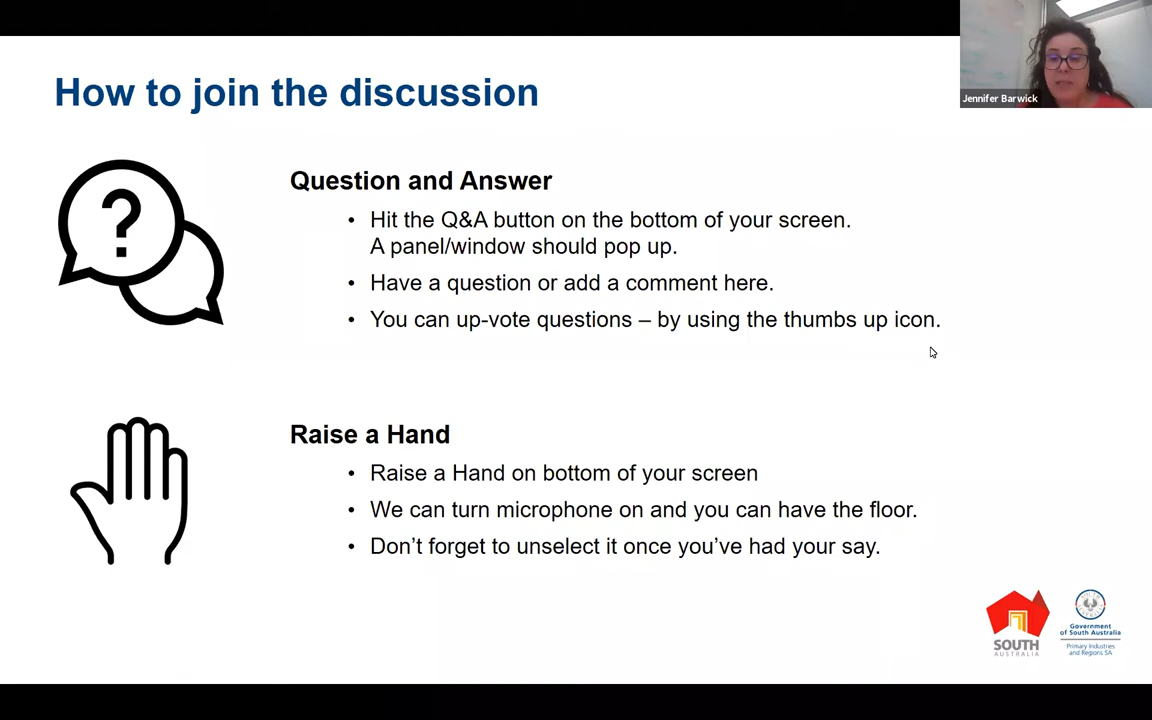 How to join the discussion
Jennifer Barwick
?
Question and Answer
• Hit the Q&A button on the bottom of your screen.
A panel/window should pop up.
• Have a question or add a comment here.
• You can up-vote questions – by using the thumbs up icon.
Raise a Hand
• Raise a Hand on bottom of your screen
• We can turn microphone on and you can have the floor.
• Don’t forget to unselect it once you’ve had your say.
SOUTH
AUSTRALIA
Government
of South Australia
Primary Industries
and Regions SA